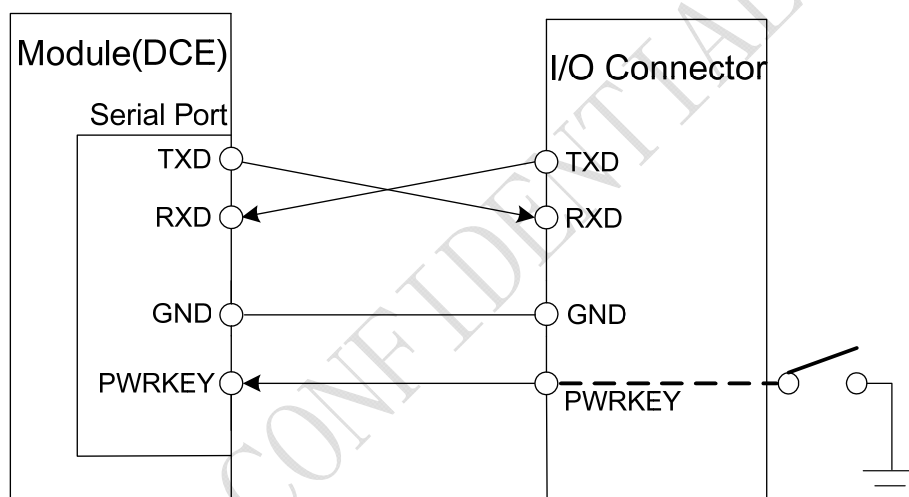 Module(DCE)
I/O Connector
Serial Port
TXD
TXD
RXD
RXD
GND
GND
PWRKEY
PWRKEY
CONFIDENTIAL